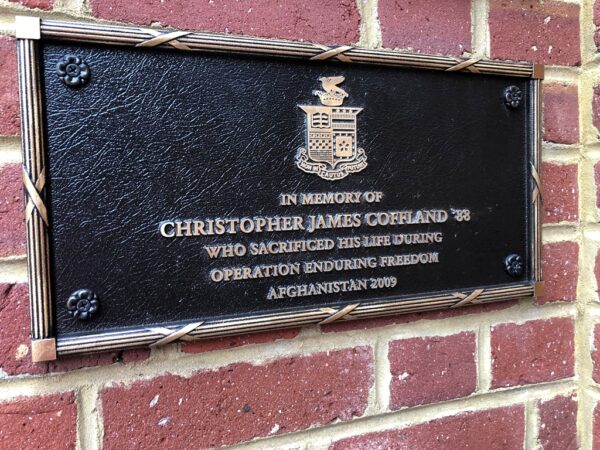 IN MEMORY OF
CHRISTOPHER JAMES COFFLAND '88
WHO SACRIFICED HIS LIFE DURING
OPERATION ENDURING FREEDOM
AFGHANISTAN 2009